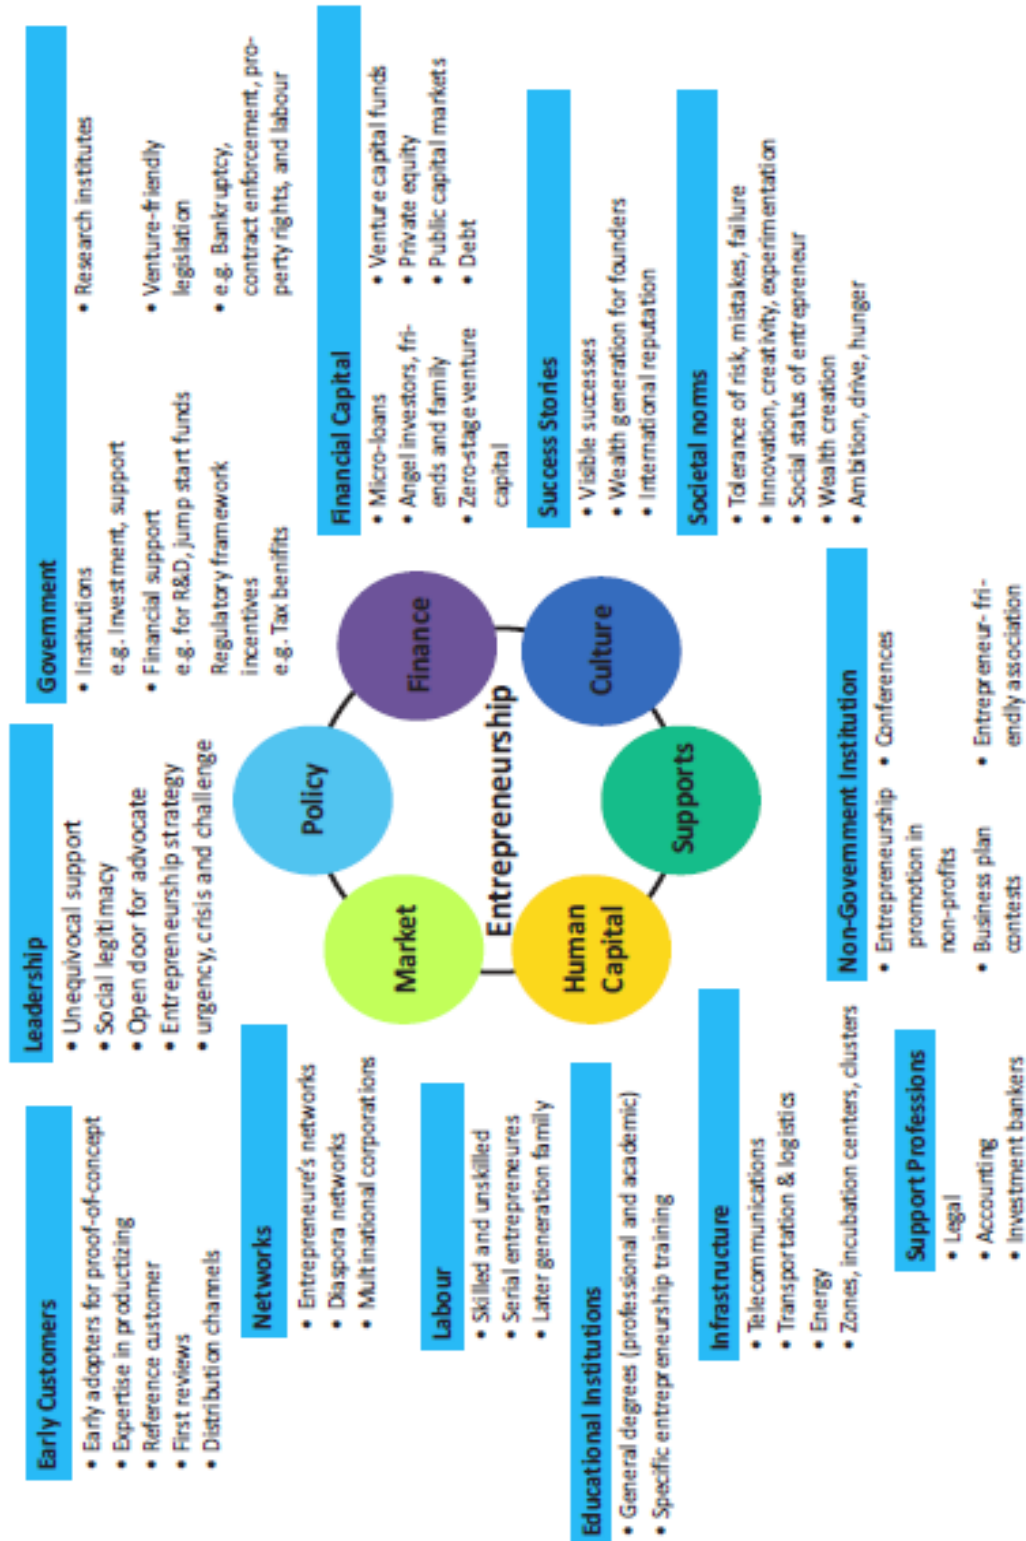 Early Customers
• Early adopters for proof-of-concept
• Expertise in productizing
• Reference customer
• First reviews
• Distribution channels
Leadership
• Unequivocal support
• Social legitimacy
• Open door for advocate
• Entrepreneurship strategy
• urgency, crisis and challenge
Government
• Institutions
e.g. Investment, support
• Financial support
e.g. for R&D, jump start funds
Regulatory framework
incentives
e.g. Tax benifits
• Research institutes
• Venture-friendly
legislation
• e.g. Bankruptcy,
contract enforcement, pro-
perty rights, and labour
Networks
• Entrepreneure's networks
• Diaspora networks
• Multinational corporations
Labour
• Skilled and unskilled
• Serial entrepreneures
• Later generation family
Educational Institutions
• General degrees (professional and academic)
• Specific entrepreneurship training
Policy
Market
Finance
Entrepreneurship
Human
Capital
Culture
Supports
Financial Capital
• Micro-loans
• Angel investors, fri-
ends and family
• Zero-stage venture
capital
• Venture capital funds
• Private equity
• Public capital markets
• Debt
Success Stories
• Visible successes
• Wealth generation for founders
• International reputation
Societal norms
• Tolerance of risk, mistakes, failure
• Innovation, creativity, experimentation
• Social status of entrepreneur
• Wealth creation
• Ambition, drive, hunger
Infrastructure
• Telecommunications
• Transportation & logistics
• Energy
• Zones, incubation centers, clusters
Support Professions
• Legal
• Accounting
• Investment bankers
Non-Government Institution
• Entrepreneurship
promotion in
non-profits
• Business plan
contests
• Conferences
• Entrepreneur-fri-
endly association